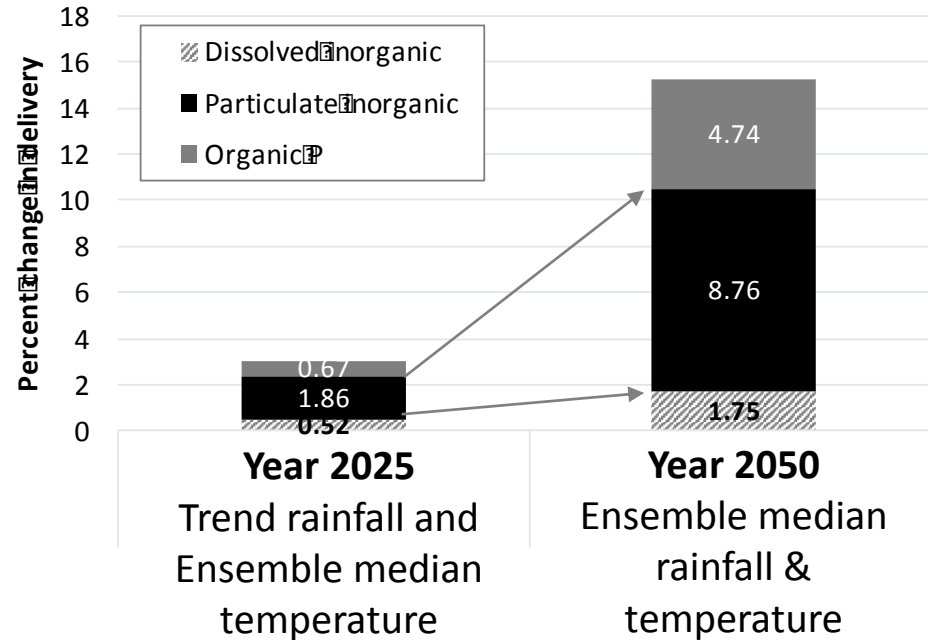 18
16
14
12
10
8
6
4
2
0
Percent change in delivery
Dissolved inorganic
Particulate inorganic
Organic P
4.74
8.76
1.75
0.67
1.86
0.52
Year 2025
Trend rainfall and
Ensemble median
temperature
Year 2050
Ensemble median
rainfall &
temperature